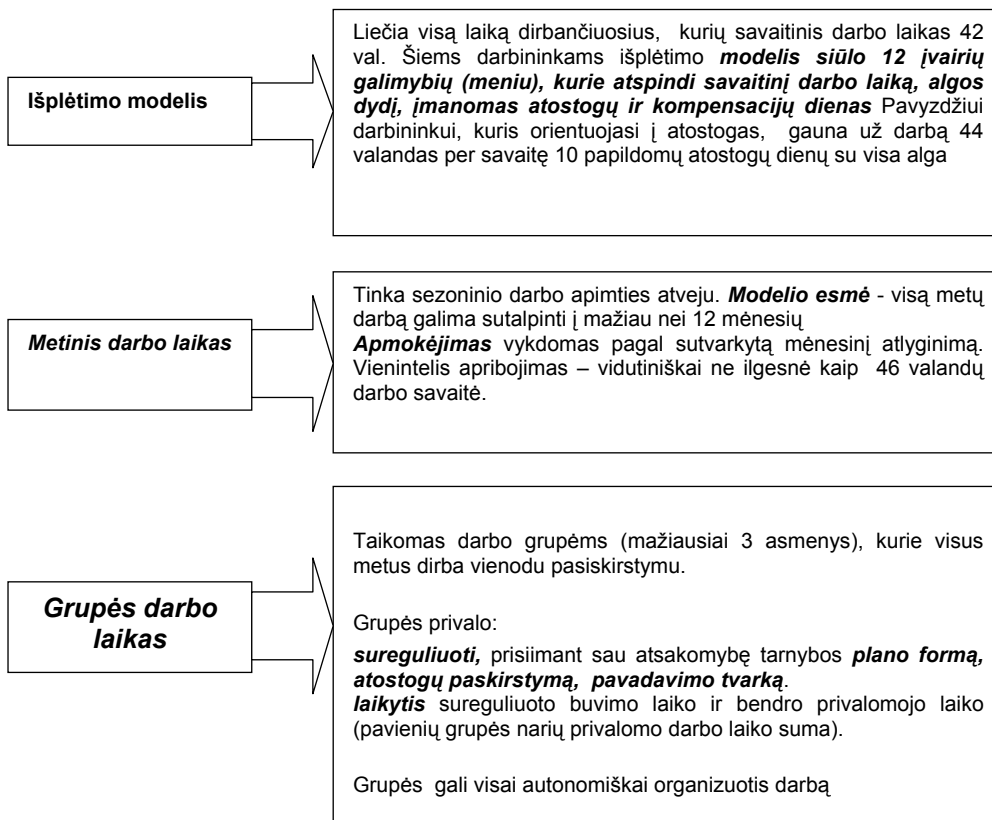 Išplėtimo modelis
Liečia visą laiką dirbančiuosius, kurių savaitinis darbo laikas 42
val. Šiems darbininkams išplėtimo modelis siūlo 12 įvairių
galimybių (meniu), kurie atspindi savaitinį darbo laiką, algos
dydį, įmanomas atostogų ir kompensacijų dienas Pavyzdžiui
darbininkui, kuris orientuojasi į atostogas, gauna už darbą 44
valandas per savaitę 10 papildomų atostogų dienų su visa alga
Metinis darbo laikas
Tinka sezoninio darbo apimties atveju. Modelio esmė - visą metų
darbą galima sutalpinti į mažiau nei 12 mėnesių
Apmokėjimas vykdomas pagal sutvarkytą mėnesinį atlyginimą.
Vienintelis apribojimas – vidutiniškai ne ilgesnė kaip 46 valandų
darbo savaitė.
Grupės darbo
laikas
Taikomas darbo grupėms (mažiausiai 3 asmenys), kurie visus
metus dirba vienodu pasiskirstymu.
Grupės privalo:
sureguliuoti, prisiimant sau atsakomybę tarnybos plano formą,
atostogų paskirstymą, pavadavimo tvarką.
laikytis sureguliuoto buvimo laiko ir bendro privalomojo laiko
(pavienių grupės narių privalomo darbo laiko suma).
Grupės gali visai autonomiškai organizuotis darbą